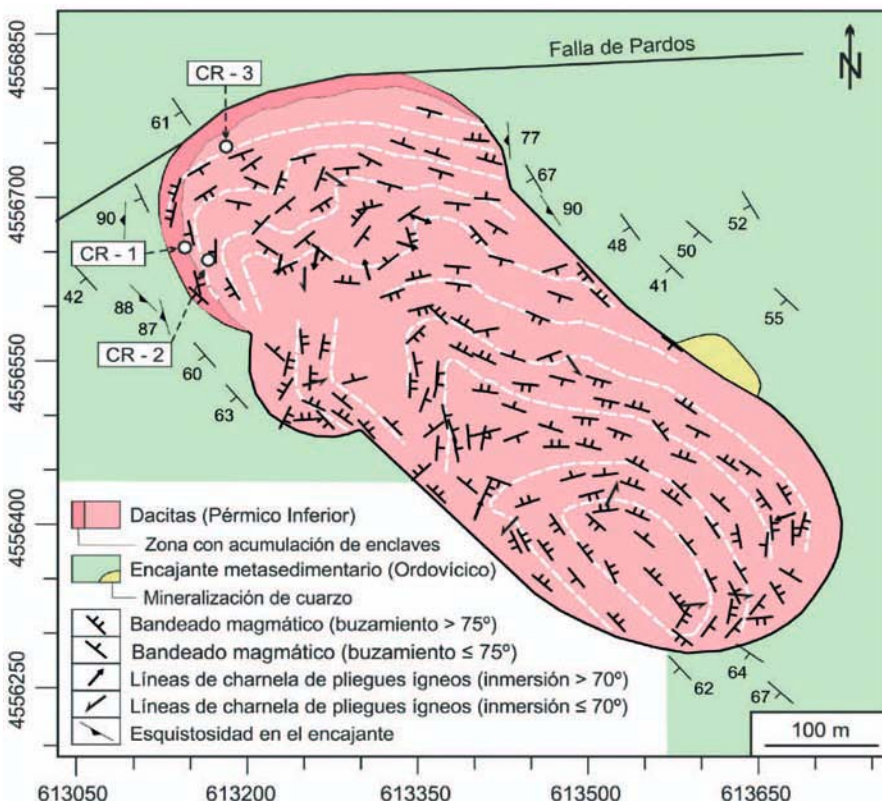 4556850
4556700
4556550
4556400
4556250
Falla de Pardos
N
CR - 3
61
77
67
90
90
48
50
52
CR - 1
41
42
88
87
55
CR - 2
60
63
Dacitas (Pérmico Inferior)
Zona con acumulación de enclaves
Encajante metasedimentario (Ordovícico)
Mineralización de cuarzo
Bandeado magmático (buzamiento > 75º)
Bandeado magmático (buzamiento ≤ 75º)
Líneas de charnela de pliegues ígneos (inmersión > 70º)
Líneas de charnela de pliegues ígneos (inmersión ≤ 70º)
Esquistosidad en el encajante
62
64
67
100 m
613050
613200
613350
613500
613650